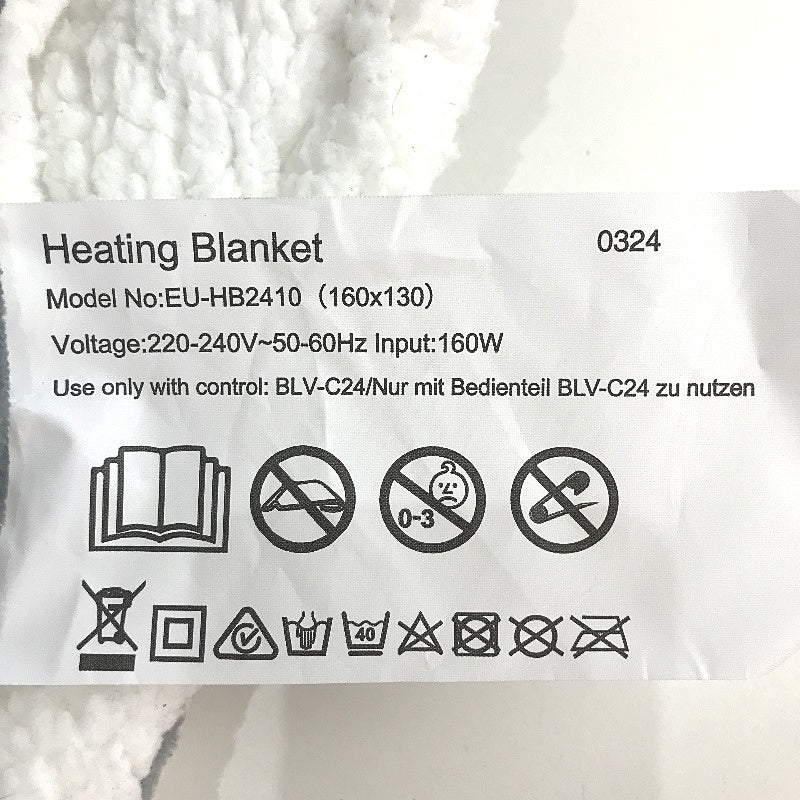 Heating Blanket
0324
Model No:EU-HB2410（160x130）
Voltage:220-240V~50-60Hz Input:160W
Use only with control: BLV-C24/Nur mit Bedienteil BLV-C24 zu nutzen
0-3
40